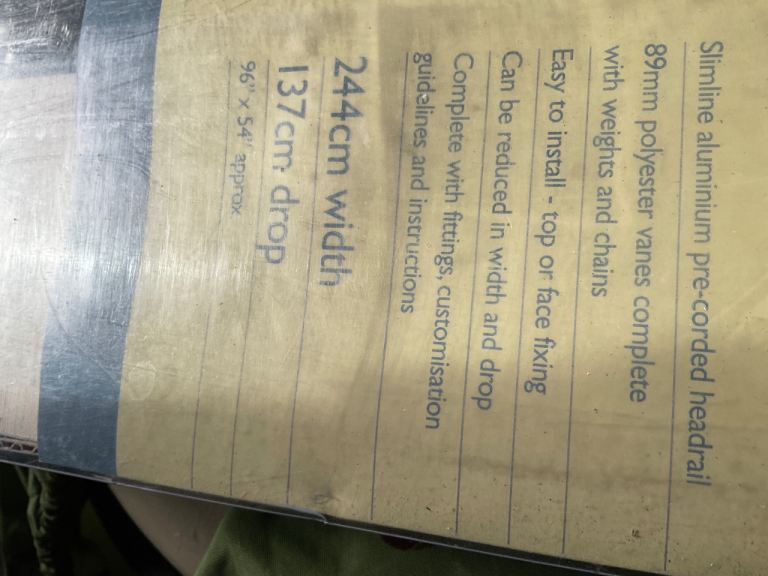 Slimline aluminium pre-corded headrail
89mm polyester vanes complete
with weights and chains
Easy to install - top or face fixing
Can be reduced in width and drop
Complete with fittings, customisation
guidelines and instructions
244cm width
137cm drop
96" x 54" approx